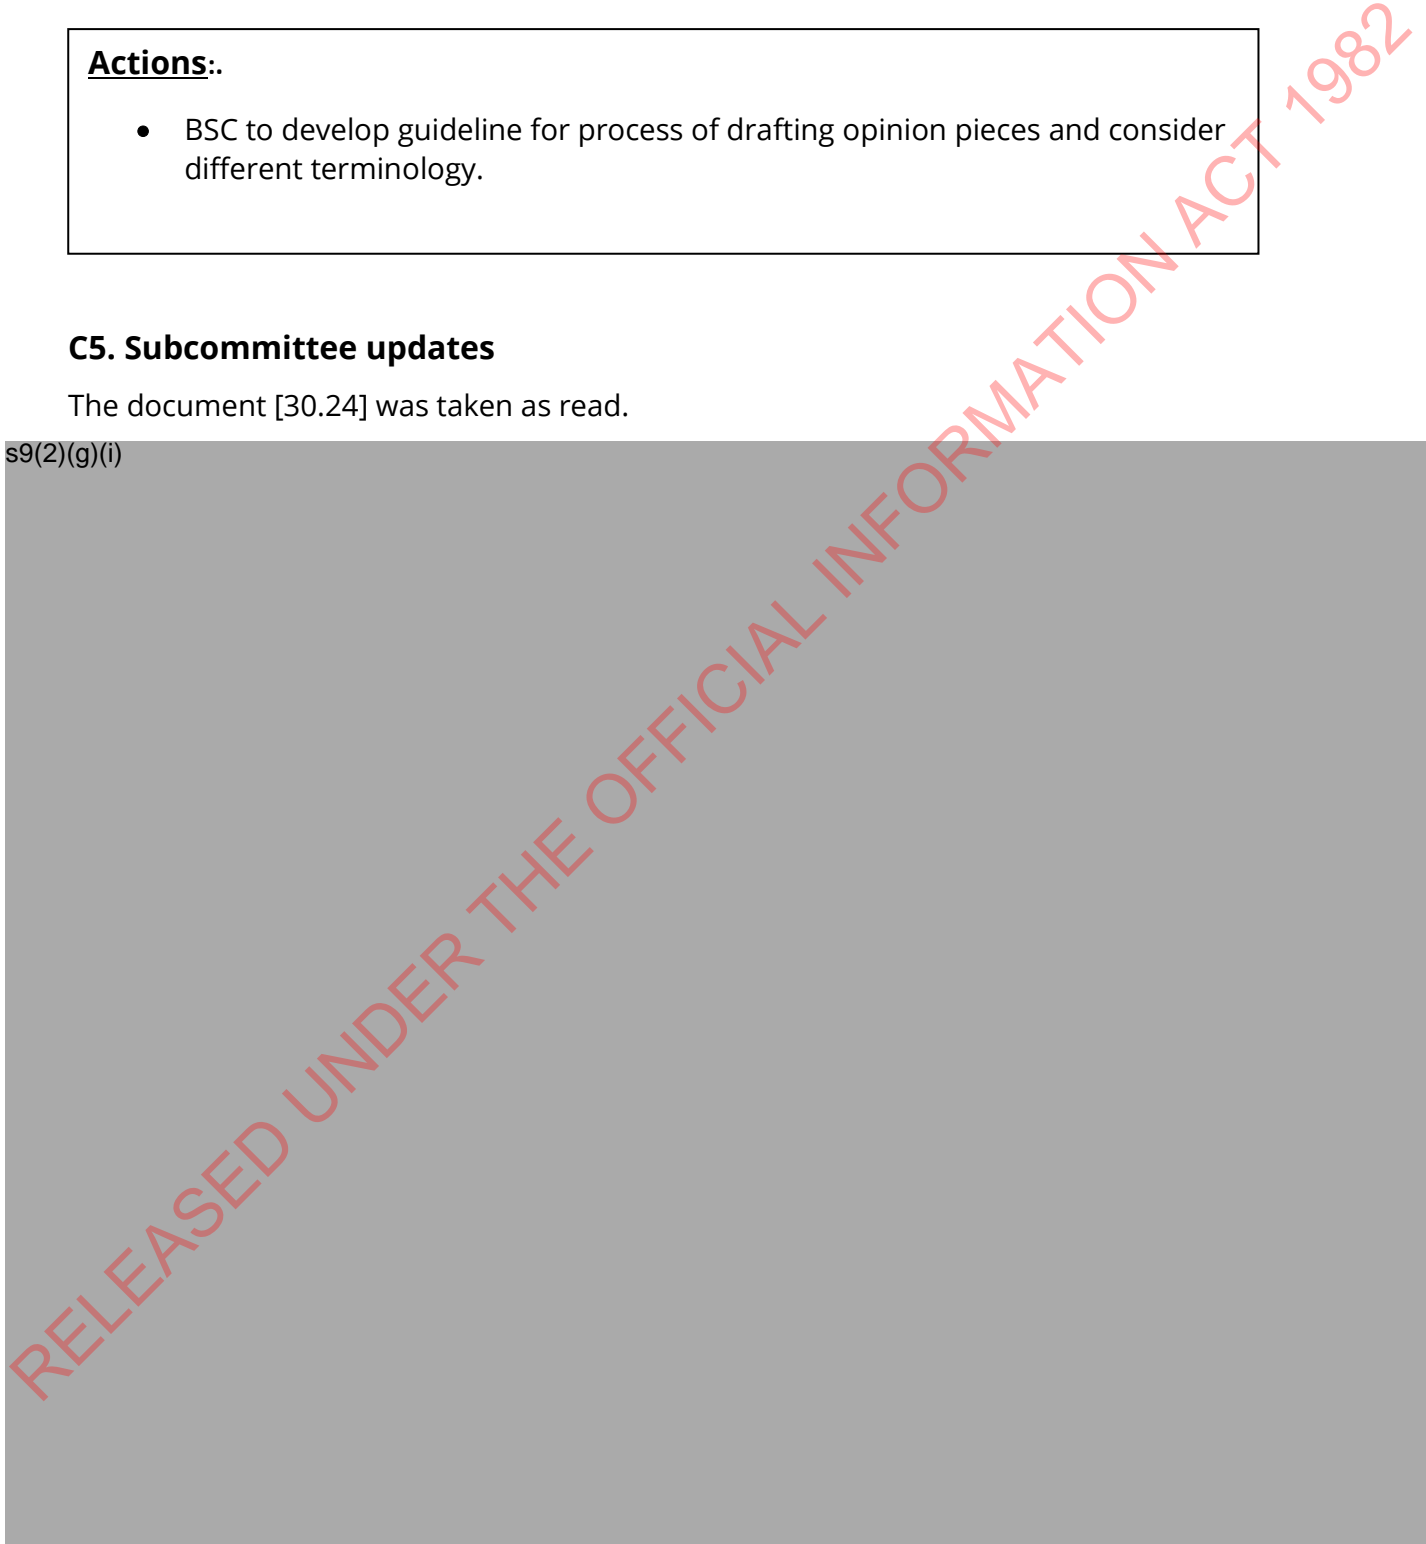 Actions:.
• BSC to develop guideline for process of drafting opinion pieces and consider
different terminology.
C5. Subcommittee updates
The document [30.24] was taken as read.
s9(2)(g)(i)
RELEASED UNDER THE OFFICIAL INFORMATION ACT 1982